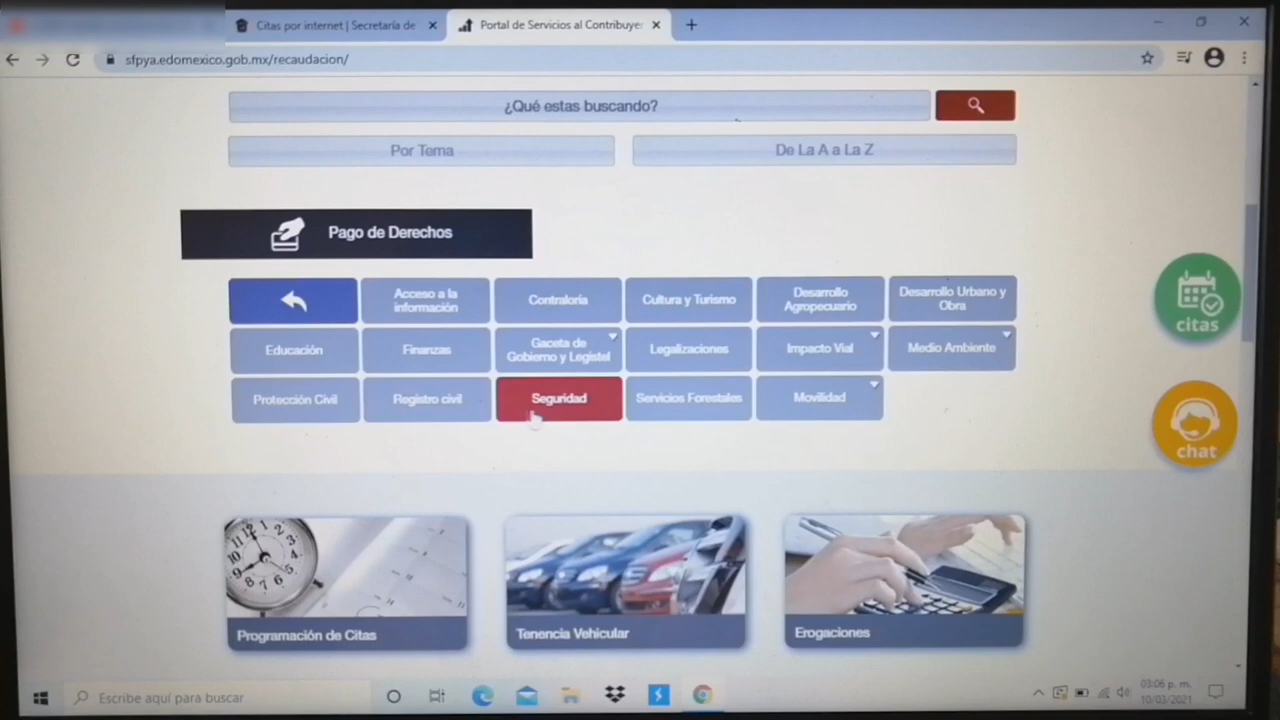 Citas por internet | Secretaría de
Portal de Servicios al Contribuyer
sfpya.edomexico.gob.mx/recaudacion/
¿Qué estas buscando?
Por Tema
De La A a La Z
Pago de Derechos
Acceso a la
información
Contraloría
Cultura y Turismo
Desarrollo
Agropecuario
Desarrollo Urbano y
Obra
Educación
Finanzas
Gaceta de
Gobierno y Legistel
Legalizaciones
Impacto Vial
Medio Ambiente
Protección Civil
Registro civil
Seguridad
Servicios Forestales
Movilidad
citas
chat
Programación de Citas
Tenencia Vehicular
Erogaciones
Escribe aquí para buscar
03:06 p. m.
10/03/2021